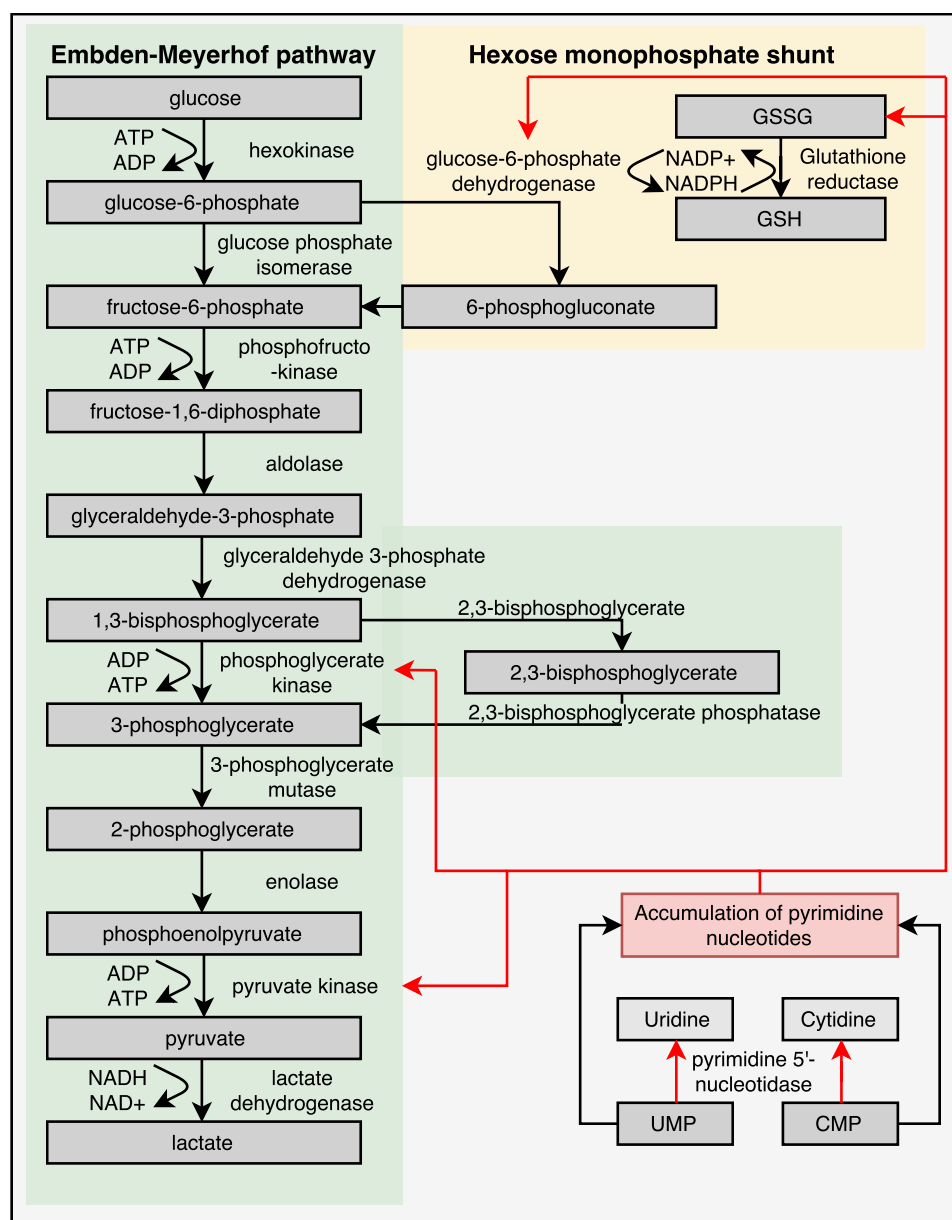 Embden-Meyerhof pathway
Hexose monophosphate shunt
glucose
ATP
ADP
hexokinase
glucose-6-phosphate
glucose-6-phosphate
dehydrogenase
GSSG
NADP+
NADPH
Glutathione
reductase
GSH
glucose phosphate
isomerase
fructose-6-phosphate
6-phosphogluconate
ATP
ADP
phosphofructo
-kinase
fructose-1,6-diphosphate
aldolase
glyceraldehyde-3-phosphate
glyceraldehyde 3-phosphate
dehydrogenase
1,3-bisphosphoglycerate
2,3-bisphosphoglycerate
ADP
ATP
phosphoglycerate
kinase
2,3-bisphosphoglycerate
2,3-bisphosphoglycerate phosphatase
3-phosphoglycerate
3-phosphoglycerate
mutase
2-phosphoglycerate
enolase
phosphoenolpyruvate
ADP
ATP
pyruvate kinase
pyruvate
NADH
NAD+
lactate
dehydrogenase
lactate
Accumulation of pyrimidine
nucleotides
Uridine
Cytidine
pyrimidine 5'-
nucleotidase
UMP
CMP